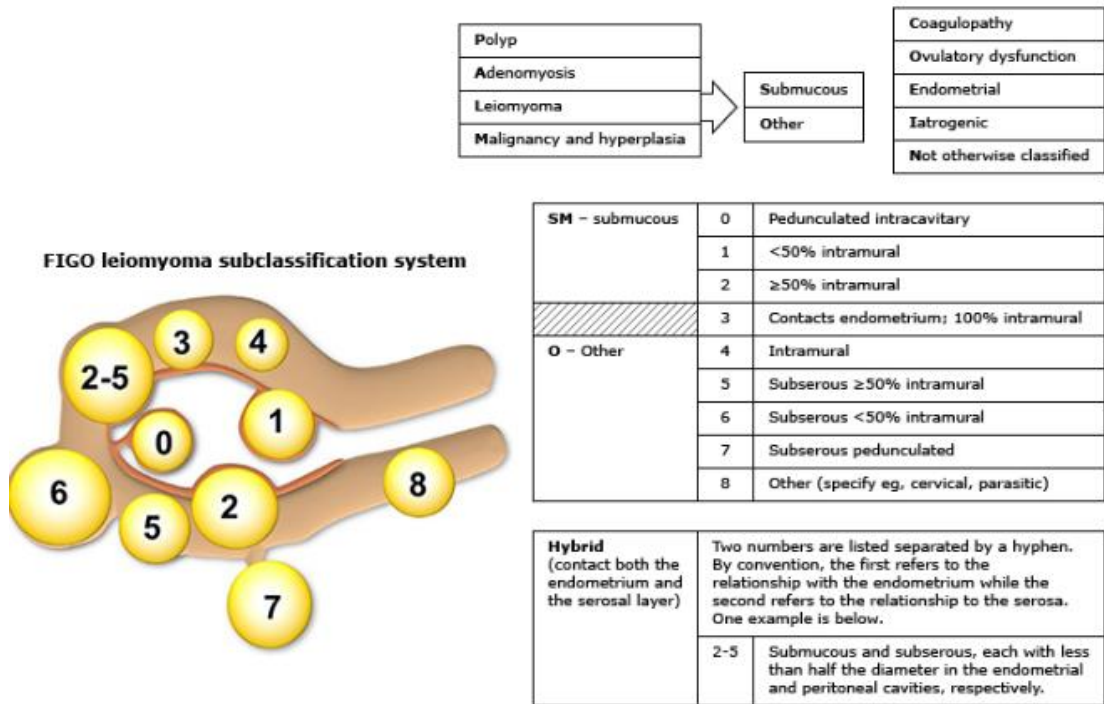 Polyp
Adenomyosis
Leiomyoma
Malignancy and hyperplasia
Submucous
Other
Coagulopathy
Ovulatory dysfunction
Endometrial
Iatrogenic
Not otherwise classified
FIGO leiomyoma subclassification system
3
4
2-5
1
0
6
8
2
5
7
SM – submucous
0 Pedunculated intracavitary
1 <50% intramural
2 ≥50% intramural
3 Contacts endometrium; 100% intramural
O – Other
4 Intramural
5 Subserous ≥50% intramural
6 Subserous <50% intramural
7 Subserous pedunculated
8 Other (specify eg, cervical, parasitic)
Hybrid
(contact both the
endometrium and
the serosal layer)
Two numbers are listed separated by a hyphen.
By convention, the first refers to the
relationship with the endometrium while the
second refers to the relationship to the serosa.
One example is below.
2-5 Submucous and subserous, each with less
than half the diameter in the endometrial
and peritoneal cavities, respectively.